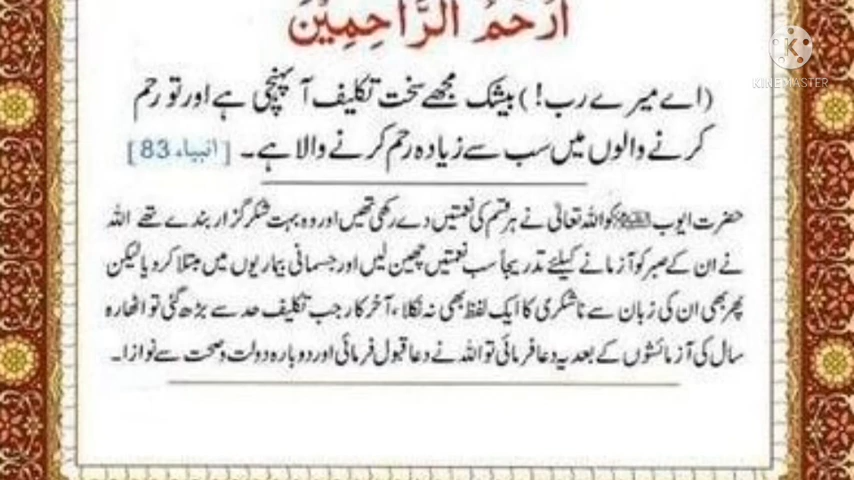 أَرْحَمُ الرَّاحِمِيْنَ
(اے میرے رب!) بیشک مجھے سخت تکلیف آ پہنچی ہے اور تو رحم
کرنے والوں میں سب سے زیادہ رحم کرنے والا ہے۔ [انبیاء 83]
حضرت ایوب کو اللہ تعالیٰ نے ہر قسم کی نعمتیں دے رکھی تھیں اور وہ بہت شکر گزار بندے تھے اللہ
نے ان کے صبر کو آزمانے کیلئے تدریجاً سب نعمتیں چھین لیں اور جسمانی بیماریوں میں مبتلا کر دیا لیکن
پھر بھی ان کی زبان سے ناشکری کا ایک لفظ بھی نہ نکلا، آخر کار جب تکلیف حد سے بڑھ گئی تو اٹھارہ
سال کی آزمائشوں کے بعد یہ دعا فرمائی تو اللہ نے دعا قبول فرمائی اور دوبارہ دولت و صحت سے نوازا۔
KINEMASTER